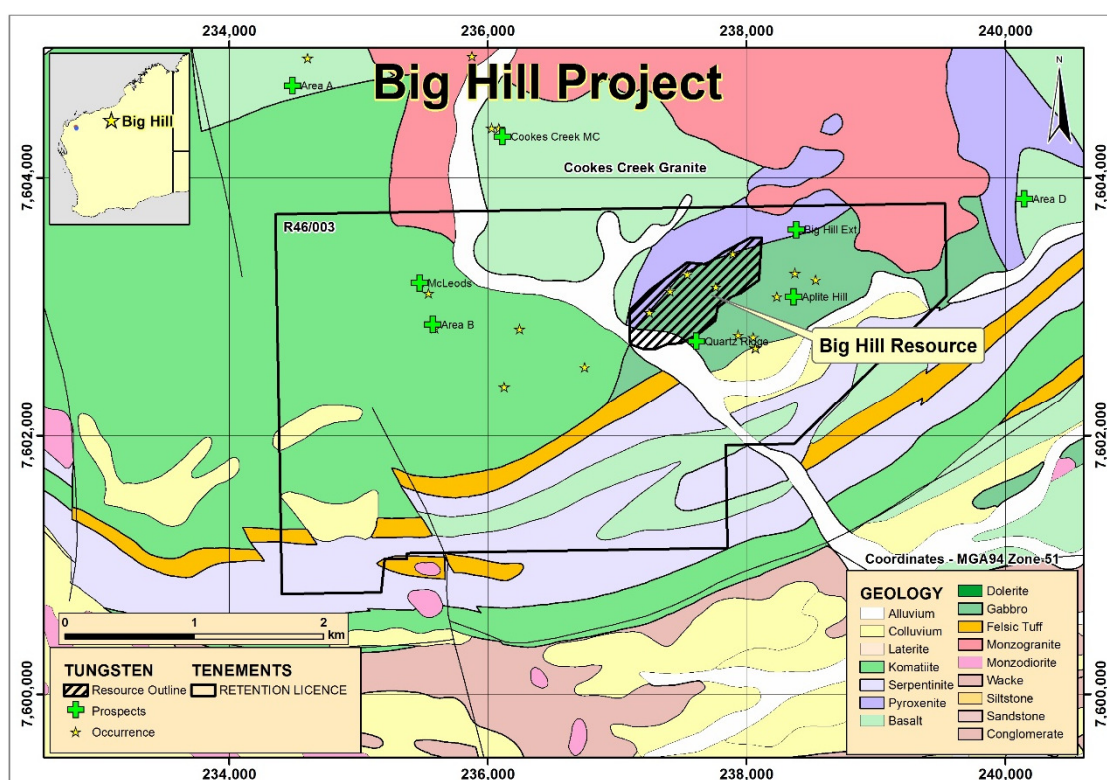 234,000
236,000
238,000
240,000
Big Hill Project
Big Hill
N
Area A
Cookes Creek MC
Cookes Creek Granite
7,604,000
7,604,000
Area D
R46/003
Big Hill Ext
McLeods
Aplite Hill
Area B
Quartz Ridge
Big Hill Resource
7,602,000
7,602,000
Coordinates - MGA94 Zone 51
0 1 2
km
TUNGSTEN
Resource Outline
Prospects
Occurrence
TENEMENTS
RETENTION LICENCE
GEOLOGY
Alluvium
Colluvium
Laterite
Komatiite
Serpentinite
Pyroxenite
Basalt
Dolerite
Gabbro
Felsic Tuff
Monzogranite
Monzodiorite
Wacke
Siltstone
Sandstone
Conglomerate
7,600,000
7,600,000
234,000
236,000
238,000
240,000